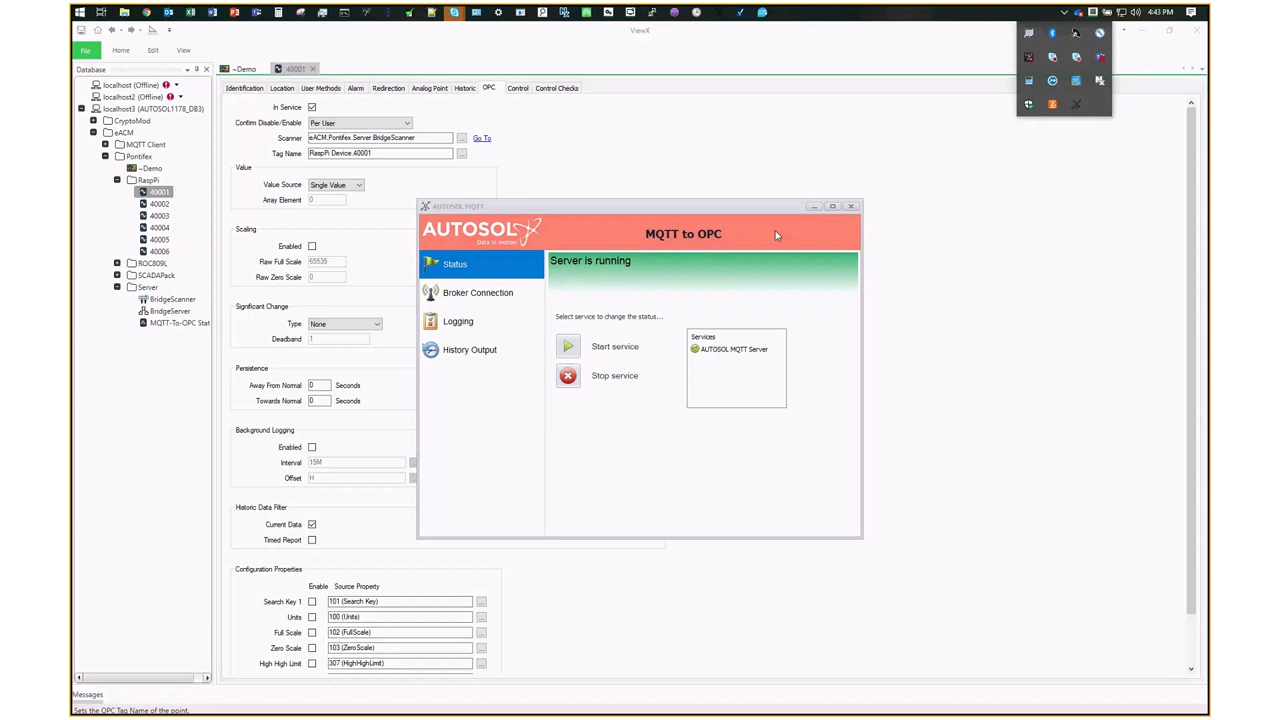 4:43 PM
ViewX
File Home Edit View
Database
~Demo
40001
localhost (Offline)
localhost2 (Offline)
localhost3 (AUTOSOL1178_DB3)
CryptoMod
eACM
MQTT Client
Pontifex
~Demo
RaspPi
40001
40002
40003
40004
40005
40006
ROC809L
SCADAPack
Server
BridgeScanner
BridgeServer
MQTT-To-OPC Stat
Identification Location User Methods Alarm Redirection Analog Point Historic OPC Control Control Checks
In Service
Confirm Disable/Enable Per User
Scanner eACM.Pontifex.Server.BridgeScanner ... Go To
Tag Name RaspPi Device.40001 ...
Value
Value Source Single Value
Array Element 0
Scaling
Enabled
Raw Full Scale 65535
Raw Zero Scale 0
Significant Change
Type None
Deadband 1
Persistence
Away From Normal 0 Seconds
Towards Normal 0 Seconds
Background Logging
Enabled
Interval 15M
Offset H
Historic Data Filter
Current Data
Timed Report
Configuration Properties
Enable Source Property
Search Key 1 101 (Search Key) ...
Units 100 (Units) ...
Full Scale 102 (FullScale) ...
Zero Scale 103 (ZeroScale) ...
High High Limit 307 (HighHighLimit) ...
AUTOSOL MQTT
AUTOSOL
Data in motion
MQTT to OPC
Status
Broker Connection
Logging
History Output
Server is running
Select service to change the status...
Start service
Stop service
Services
AUTOSOL MQTT Server
Messages
Sets the OPC Tag Name of the point.